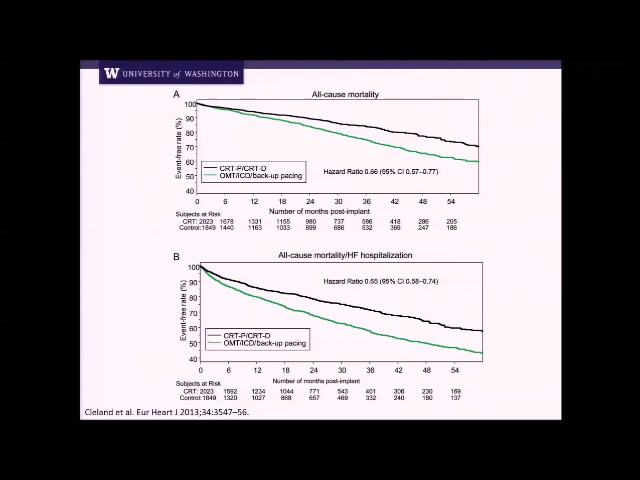 W UNIVERSITY of WASHINGTON
A
All-cause mortality
Event-free rate (%)
100
90
80
70
60
50
40
CRT-P/CRT-D
OMT/ICD/back-up pacing
Hazard Ratio 0.66 (95% CI 0.57–0.77)
0 6 12 18 24 30 36 42 48 54
Number of months post-implant
Subjects at Risk
CRT: 2023 1678 1331 1155 980 737 586 418 286 205
Control: 1849 1440 1163 1033 899 686 532 369 247 186
B
All-cause mortality/HF hospitalization
Event-free rate (%)
100
90
80
70
60
50
40
Hazard Ratio 0.65 (95% CI 0.58–0.74)
CRT-P/CRT-D
OMT/ICD/back-up pacing
0 6 12 18 24 30 36 42 48 54
Number of months post-implant
Subjects at Risk
CRT: 2023 1592 1234 1044 771 543 401 306 230 169
Control: 1849 1320 1027 868 657 469 332 240 180 137
Cleland et al. Eur Heart J 2013;34:3547–56.